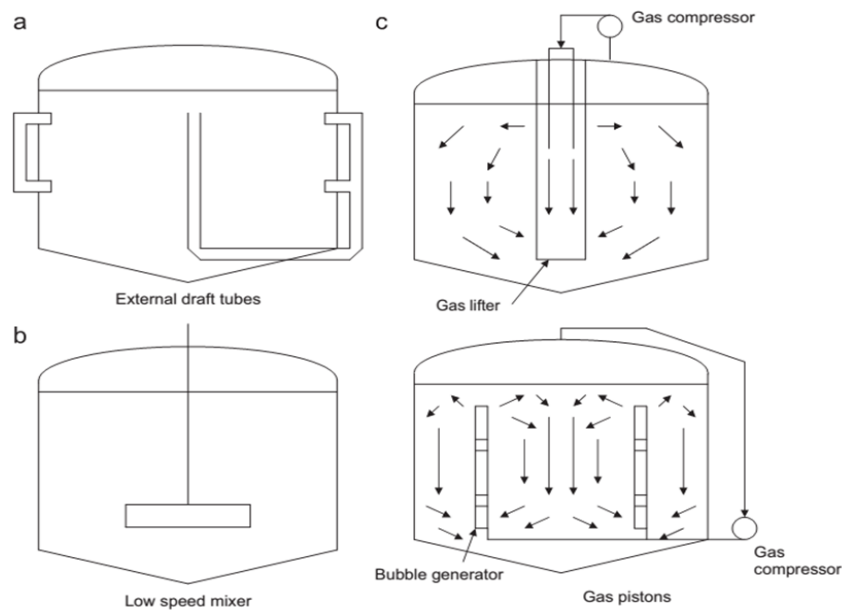 a
External draft tubes
b
Low speed mixer
c
Gas compressor
Gas lifter
Bubble generator
Gas
compressor
Gas pistons